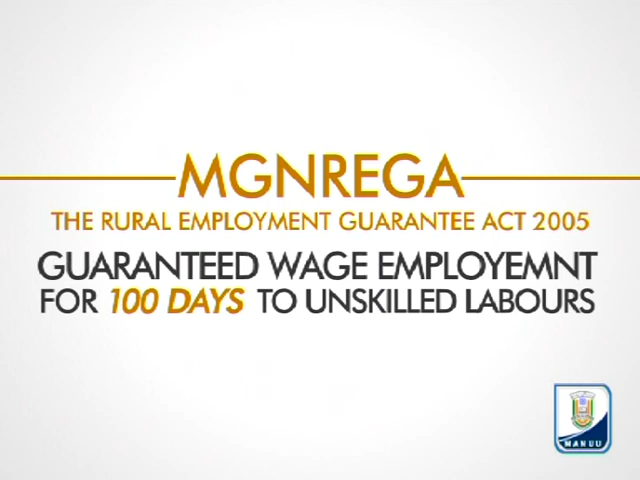 MGNREGA
THE RURAL EMPLOYMENT GUARANTEE ACT 2005
GUARANTEED WAGE EMPLOYEMNT
FOR 100 DAYS TO UNSKILLED LABOURS
MANUU